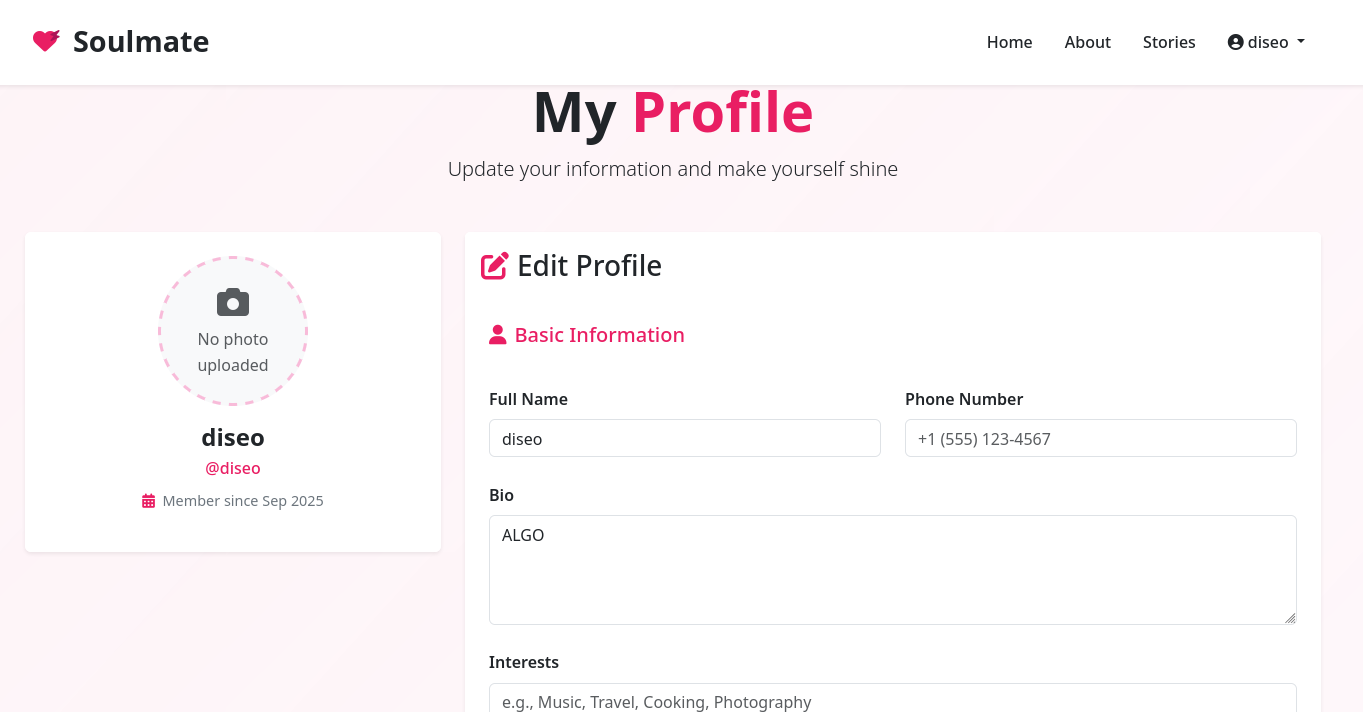 Soulmate
Home About Stories diseo
My Profile
Update your information and make yourself shine
No photo
uploaded
diseo
@diseo
Member since Sep 2025
Edit Profile
Basic Information
Full Name
diseo
Phone Number
+1 (555) 123-4567
Bio
ALGO
Interests
e.g., Music, Travel, Cooking, Photography